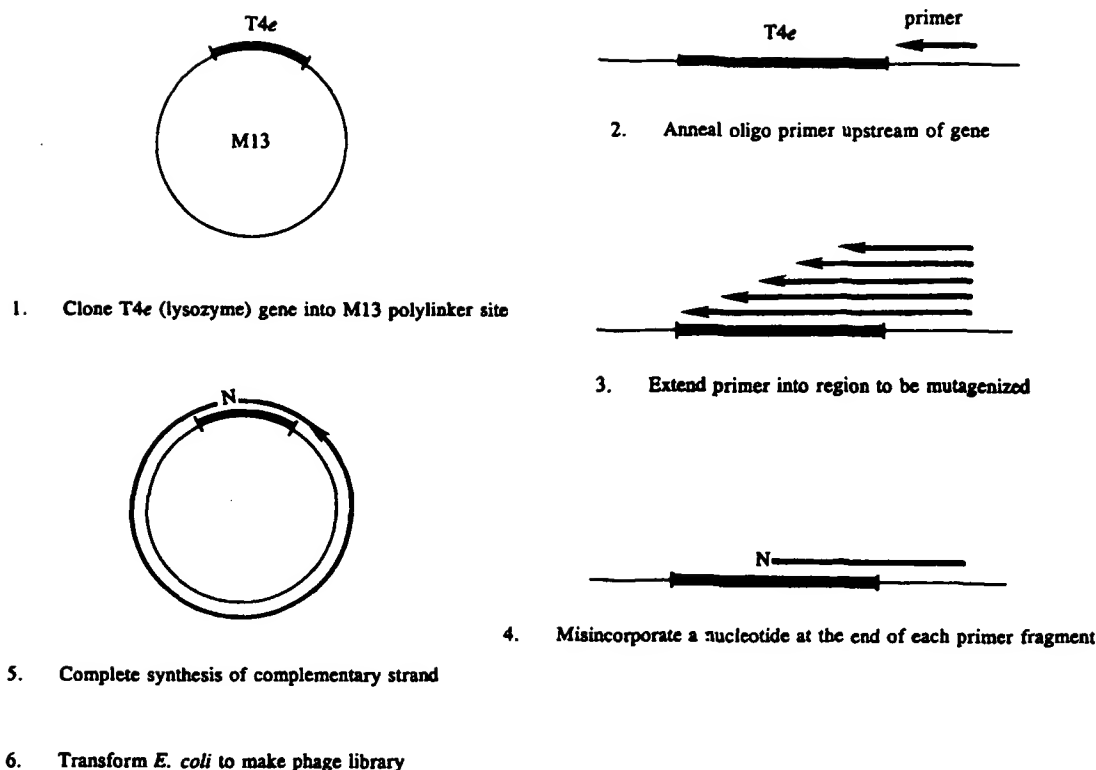 T4e
M13
1. Clone T4e (lysozyme) gene into M13 polylinker site
T4e
primer
2. Anneal oligo primer upstream of gene
3. Extend primer into region to be mutagenized
N
4. Misincorporate a nucleotide at the end of each primer fragment
N
5. Complete synthesis of complementary strand
6. Transform E. coli to make phage library